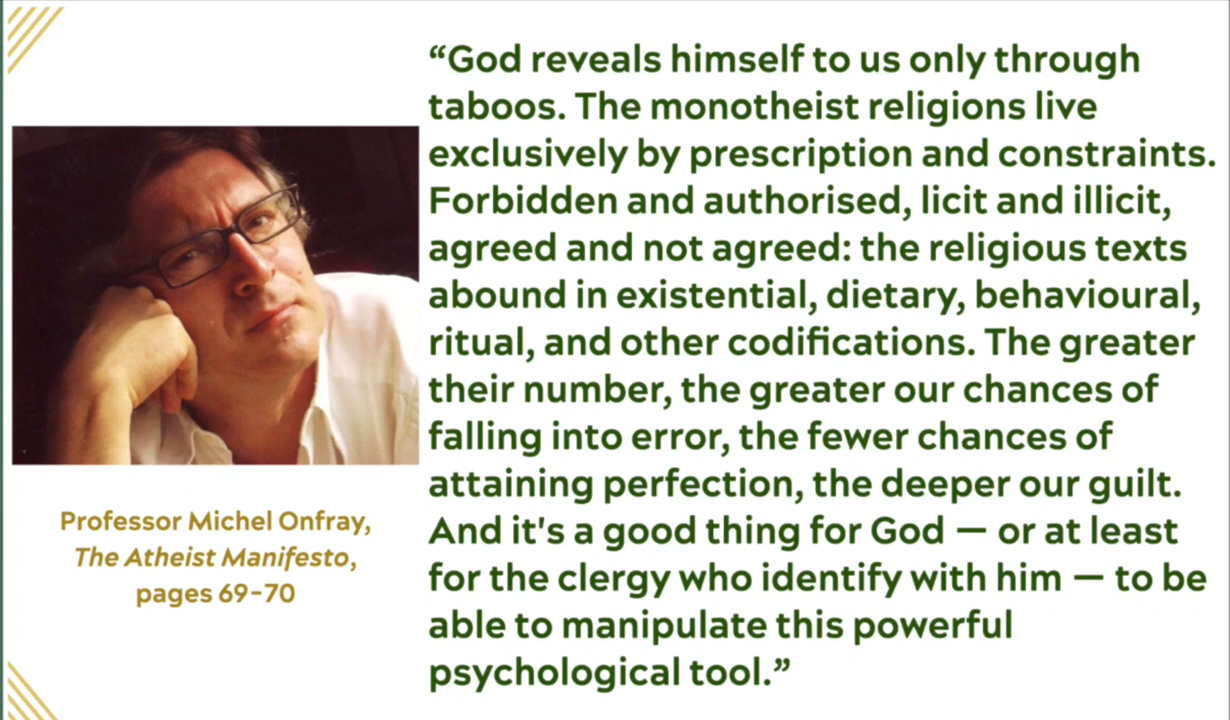 “God reveals himself to us only through
taboos. The monotheist religions live
exclusively by prescription and constraints.
Forbidden and authorised, licit and illicit,
agreed and not agreed: the religious texts
abound in existential, dietary, behavioural,
ritual, and other codifications. The greater
their number, the greater our chances of
falling into error, the fewer chances of
attaining perfection, the deeper our guilt.
And it's a good thing for God — or at least
for the clergy who identify with him — to be
able to manipulate this powerful
psychological tool.”
Professor Michel Onfray,
The Atheist Manifesto,
pages 69–70